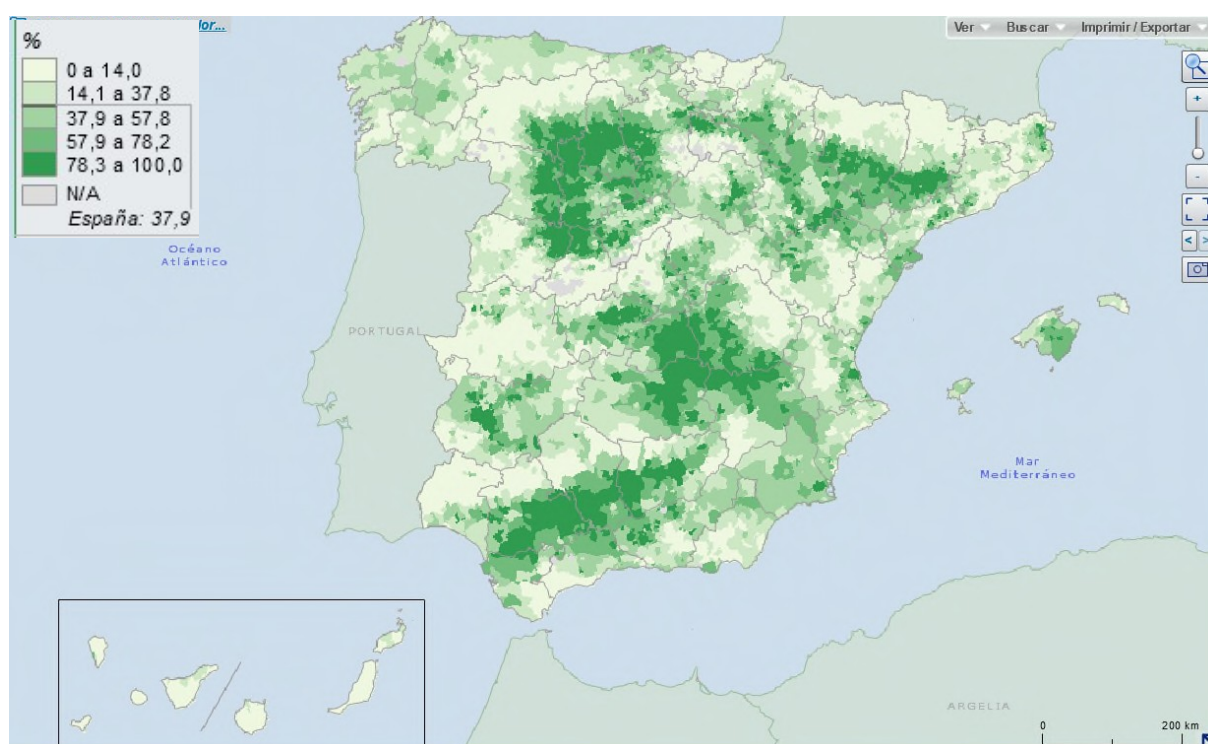 dor...
Ver Buscar Imprimir / Exportar
%
0 a 14,0
14,1 a 37,8
37,9 a 57,8
57,9 a 78,2
78,3 a 100,0
N/A
España: 37,9
+
-
< >
Océano
Atlántico
PORTUGAL
Mar
Mediterráneo
ARGELIA
0 200 km